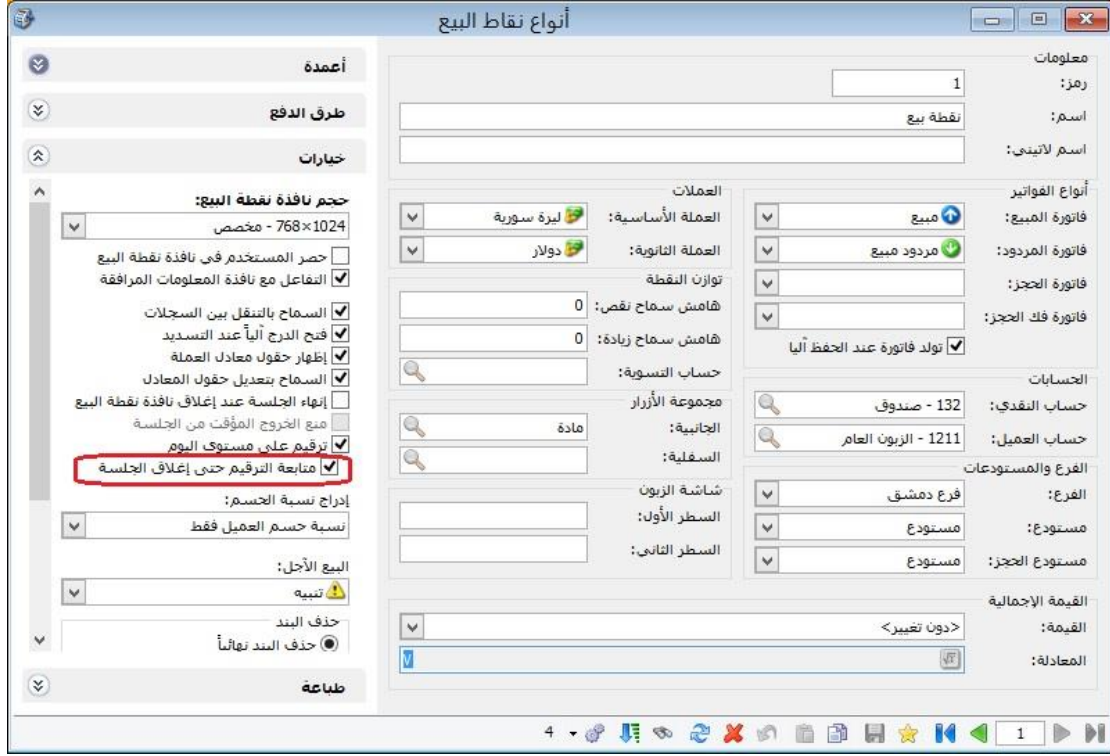 أنواع نقاط البيع
معلومات
رمز: 1
اسم: نقطة بيع
اسم لاتيني:
أنواع الفواتير
فاتورة المبيع: مبيع
فاتورة المردود: مردود مبيع
فاتورة الحجز:
فاتورة فك الحجز:
تولد فاتورة عند الحفظ آليا
الحسابات
حساب النقدي: 132 - صندوق
حساب العميل: 1211 - الزبون العام
الفرع والمستودعات
الفرع: فرع دمشق
مستودع: مستودع
مستودع الحجز: مستودع
العملات
العملة الأساسية: ليرة سورية
العملة الثانوية: دولار
توازن النقطة
هامش سماح نقص: 0
هامش سماح زيادة: 0
حساب التسوية:
مجموعة الأزرار
الجانبية: مادة
السفلية:
شاشة الزبون
السطر الأول:
السطر الثاني:
القيمة الإجمالية
القيمة: <دون تغيير>
المعادلة: V
أعمدة
طرق الدفع
خيارات
حجم نافذة نقطة البيع:
1024×768 - مخصص
حصر المستخدم في نافذة نقطة البيع
التفاعل مع نافذة المعلومات المرافقة
السماح بالتنقل بين السجلات
فتح الدرج آلياً عند التسديد
إظهار حقول معادل العملة
السماح بتعديل حقول المعادل
إنهاء الجلسة عند إغلاق نافذة نقطة البيع
منع الخروج المؤقت من الجلسة
ترقيم على مستوى اليوم
متابعة الترقيم حتى إغلاق الجلسة
إدراج نسبة الحسم:
نسبة حسم العميل فقط
البيع الآجل:
تنبيه
حذف البند
حذف البند نهائياً
طباعة
1
4